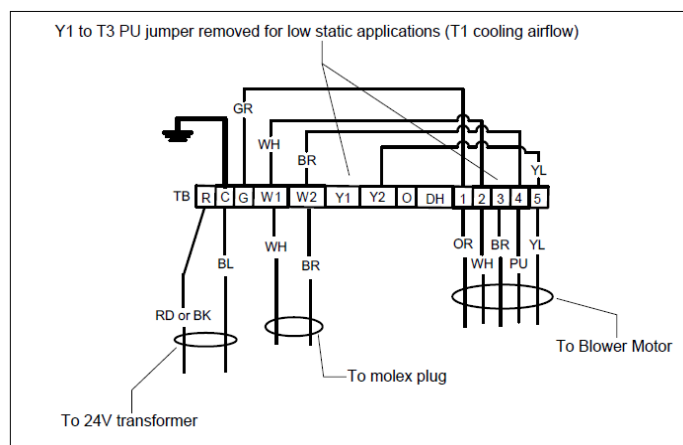 Y1 to T3 PU jumper removed for low static applications (T1 cooling airflow)
GR
WH
BR
YL
TB R C G W1 W2 Y1 Y2 O DH 1 2 3 4 5
BL WH BR OR WH BR PU YL
RD or BK
To Blower Motor
To molex plug
To 24V transformer